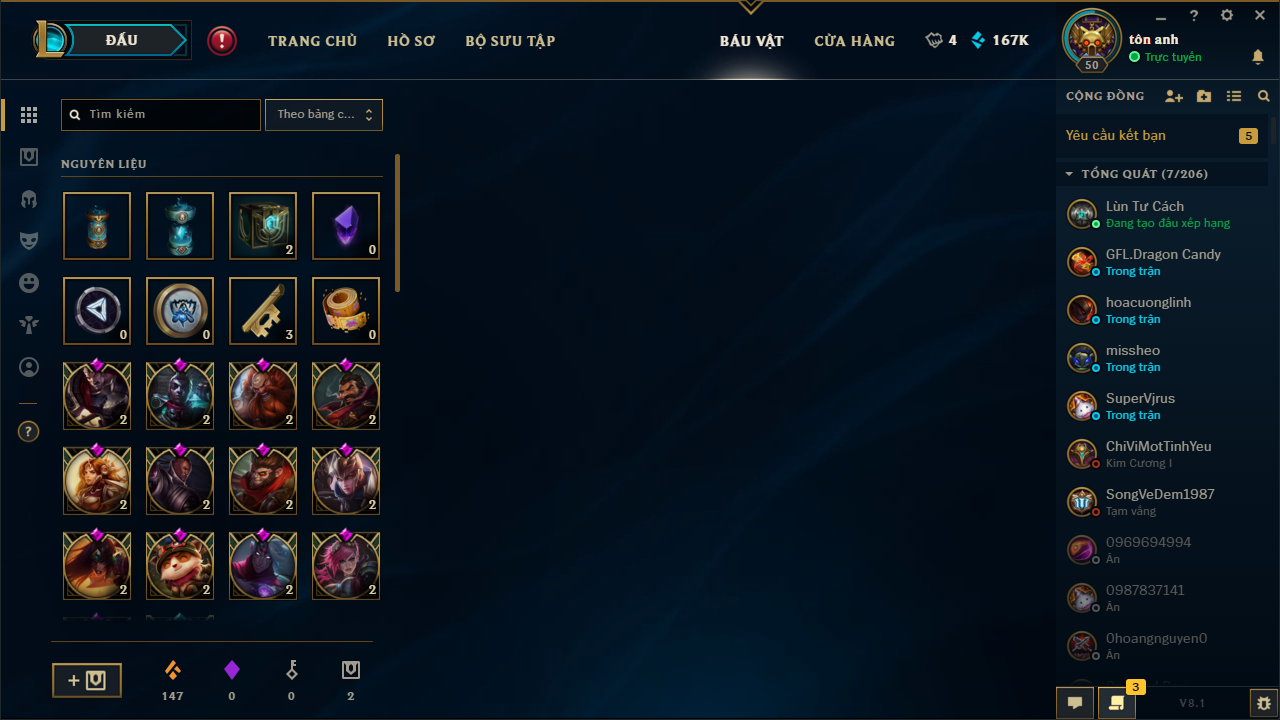 ĐẤU
!
TRANG CHỦ
HỒ SƠ
BỘ SƯU TẬP
BÁU VẬT
CỬA HÀNG
4
167K
?
50
tôn anh
Trực tuyến
Tìm kiếm
Theo bảng c...
CỘNG ĐỒNG
Yêu cầu kết bạn
5
NGUYÊN LIỆU
TỔNG QUÁT (7/206)
2
0
0
0
3
0
2
2
2
2
2
2
2
2
2
2
2
2
?
Lùn Tư Cách
Đang tạo đấu xếp hạng
GFL.Dragon Candy
Trong trận
hoacuonglinh
Trong trận
missheo
Trong trận
SuperVjrus
Trong trận
ChiViMotTinhYeu
Kim Cương I
SongVeDem1987
Tạm vắng
0969694994
Ẩn
0987837141
Ẩn
0hoangnguyen0
Ẩn
+
147
0
0
2
3
V8.1